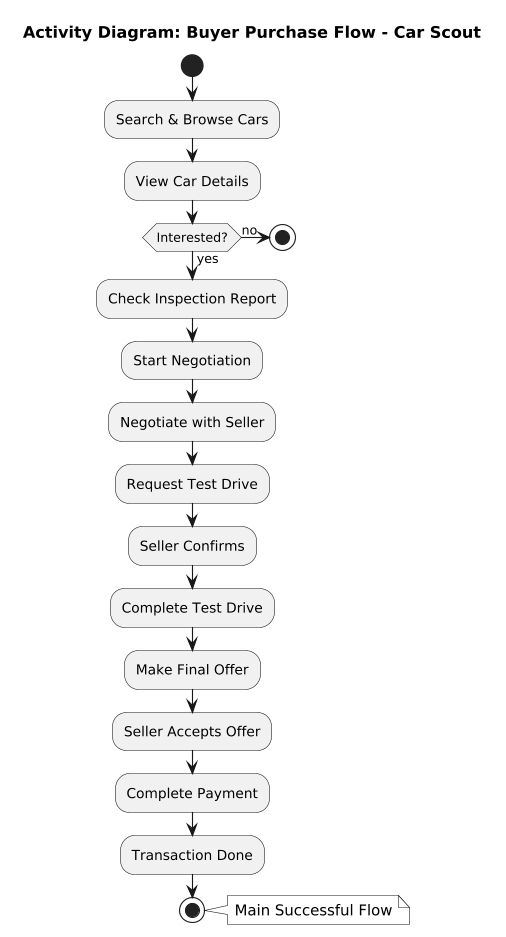 Activity Diagram: Buyer Purchase Flow - Car Scout
Search & Browse Cars
View Car Details
Interested?
no
yes
Check Inspection Report
Start Negotiation
Negotiate with Seller
Request Test Drive
Seller Confirms
Complete Test Drive
Make Final Offer
Seller Accepts Offer
Complete Payment
Transaction Done
Main Successful Flow